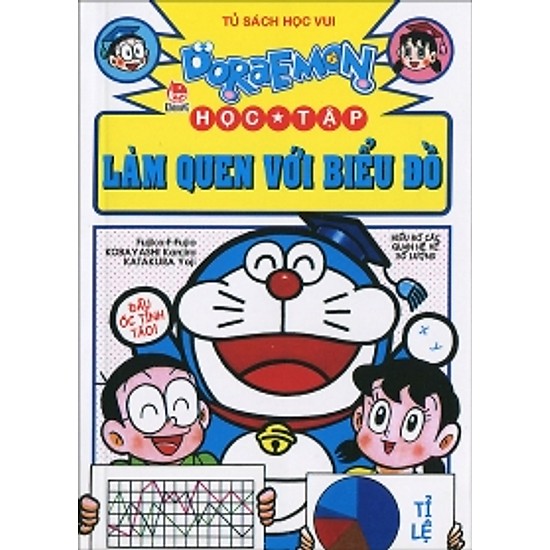 TỦ SÁCH HỌC VUI
DORAEMON
HỌC★TẬP
LÀM QUEN VỚI BIỂU ĐỒ
Fujiko·F·Fujio
KOBAYASHI Kanzirο
KATAKURA Yoji
HIỂU RÕ CÁC
QUAN HỆ VỀ
SỐ LƯỢNG
ĐẦU
ÓC TỈNH
TÁO!
x
TỈ
LỆ